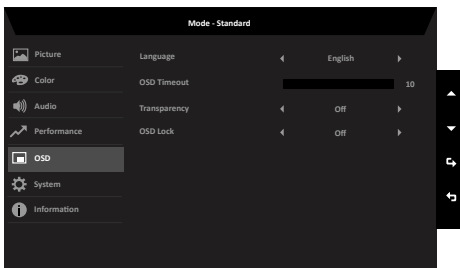 Mode - Standard
Picture
Color
Audio
Performance
OSD
System
Information
Language English
OSD Timeout 10
Transparency Off
OSD Lock Off